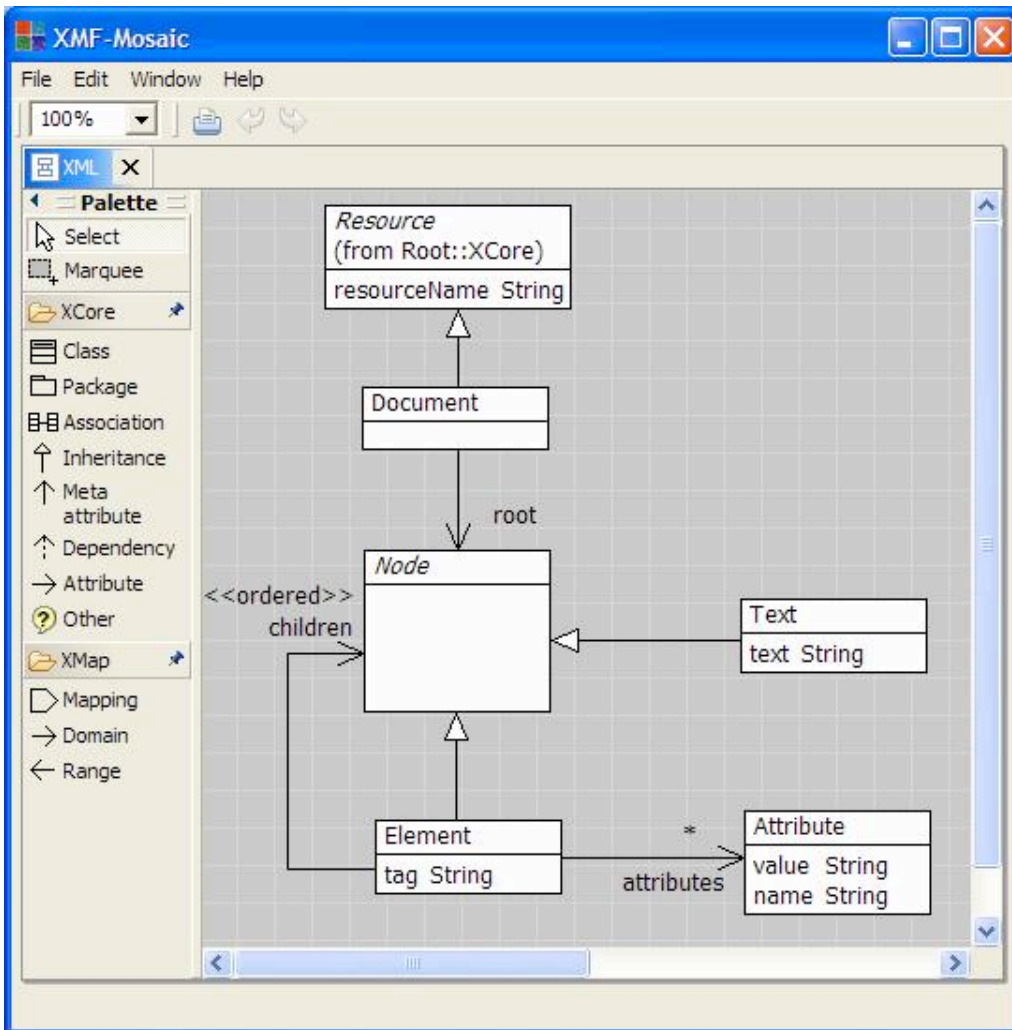 XMF-Mosaic
File Edit Window Help
100%
XML
Palette
Select
Marquee
XCore
Class
Package
Association
Inheritance
Meta
attribute
Dependency
Attribute
Other
XMap
Mapping
Domain
Range
Resource
(from Root::XCore)
resourceName String
Document
root
Node
<<ordered>>
children
Text
text String
Element
tag String
*
attributes
Attribute
value String
name String